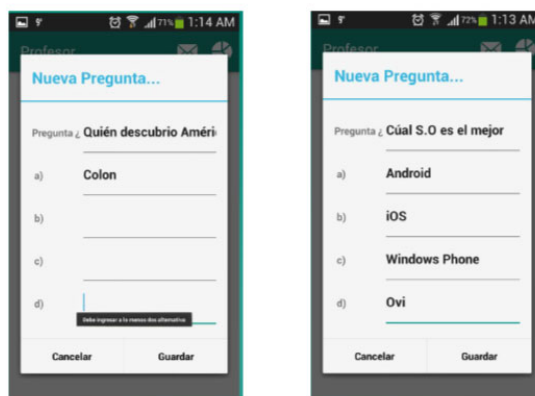 9° 71% 1:14 AM
Profesor
Nueva Pregunta...
Pregunta ¿ Quién descubrio Améri
a) Colon
b)
c)
d)
Debe ingresar a lo menos dos alternativa
Cancelar Guardar
9° 72% 1:13 AM
Profesor
Nueva Pregunta...
Pregunta ¿ Cúal S.O es el mejor
a) Android
b) iOS
c) Windows Phone
d) Ovi
Cancelar Guardar